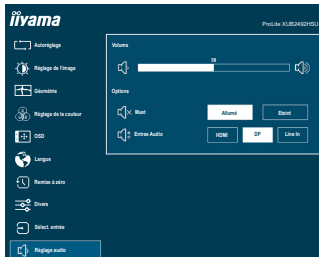 iiyama
ProLite XUB2492HSU
Autoréglage
Réglage de l'image
Géométrie
Réglage de la couleur
OSD
Langue
Remise à zéro
Divers
Sélect. entrée
Réglage audio
Volume
50
Options
Muet
Allumé
Eteint
Entree Audio
HDMI
DP
Line In